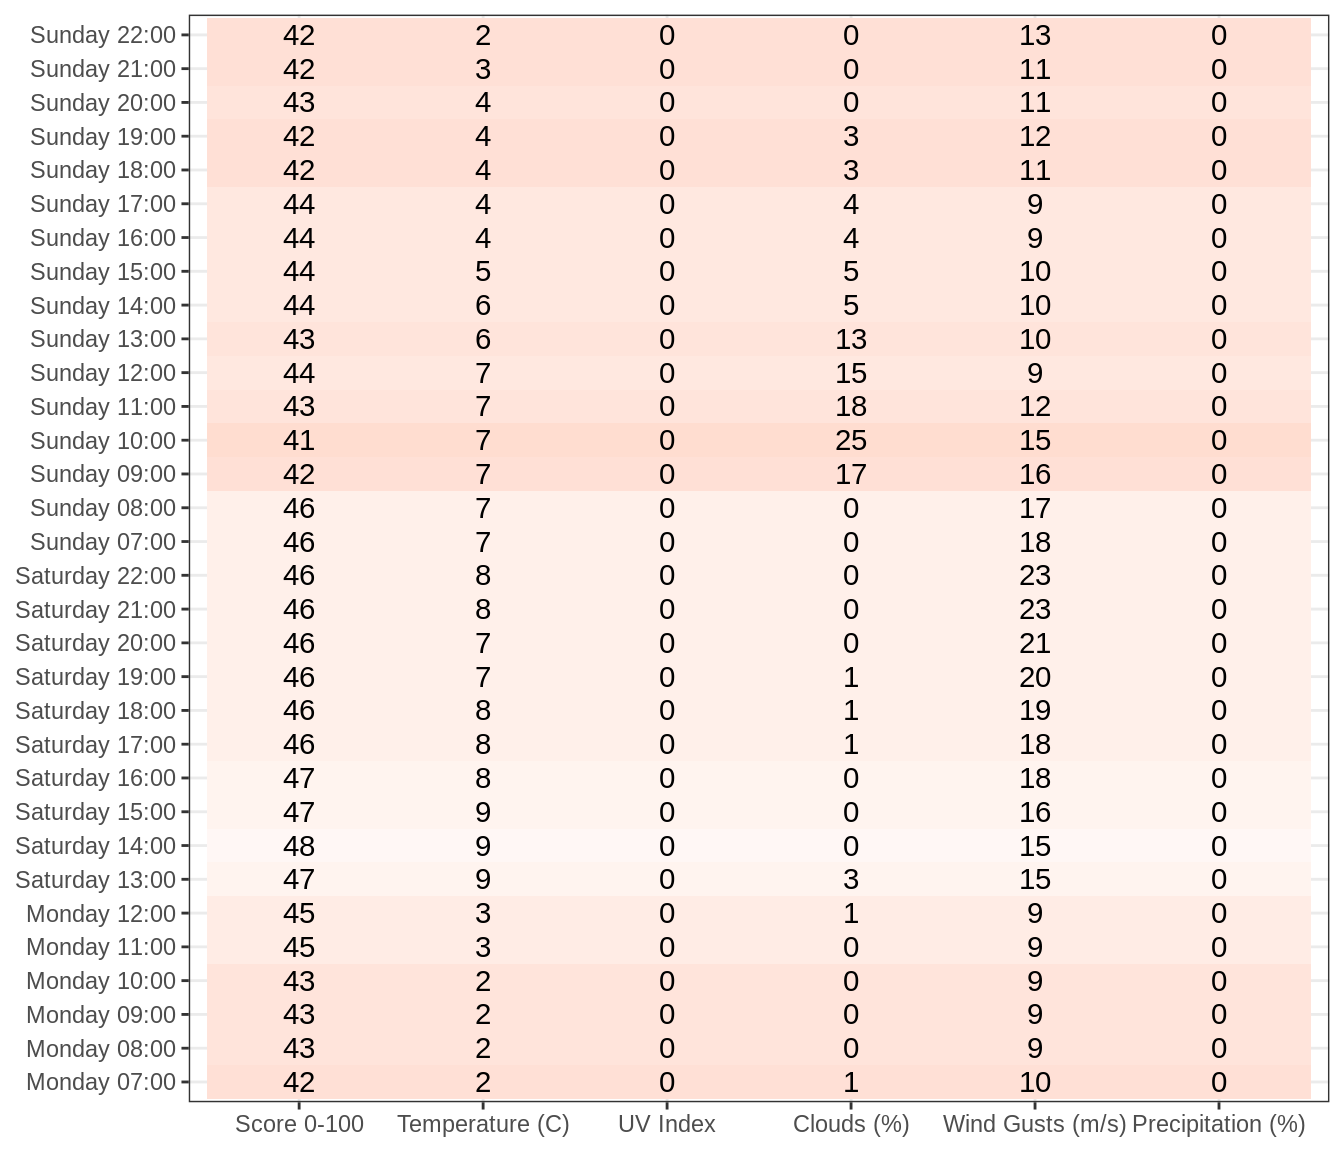 Sunday 22:00 42 2 0 0 13 0
Sunday 21:00 42 3 0 0 11 0
Sunday 20:00 43 4 0 0 11 0
Sunday 19:00 42 4 0 3 12 0
Sunday 18:00 42 4 0 3 11 0
Sunday 17:00 44 4 0 4 9 0
Sunday 16:00 44 4 0 4 9 0
Sunday 15:00 44 5 0 5 10 0
Sunday 14:00 44 6 0 5 10 0
Sunday 13:00 43 6 0 13 10 0
Sunday 12:00 44 7 0 15 9 0
Sunday 11:00 43 7 0 18 12 0
Sunday 10:00 41 7 0 25 15 0
Sunday 09:00 42 7 0 17 16 0
Sunday 08:00 46 7 0 0 17 0
Sunday 07:00 46 7 0 0 18 0
Saturday 22:00 46 8 0 0 23 0
Saturday 21:00 46 8 0 0 23 0
Saturday 20:00 46 7 0 0 21 0
Saturday 19:00 46 7 0 1 20 0
Saturday 18:00 46 8 0 1 19 0
Saturday 17:00 46 8 0 1 18 0
Saturday 16:00 47 8 0 0 18 0
Saturday 15:00 47 9 0 0 16 0
Saturday 14:00 48 9 0 0 15 0
Saturday 13:00 47 9 0 3 15 0
Monday 12:00 45 3 0 1 9 0
Monday 11:00 45 3 0 0 9 0
Monday 10:00 43 2 0 0 9 0
Monday 09:00 43 2 0 0 9 0
Monday 08:00 43 2 0 0 9 0
Monday 07:00 42 2 0 1 10 0
Score 0-100 Temperature (C) UV Index Clouds (%) Wind Gusts (m/s) Precipitation (%)